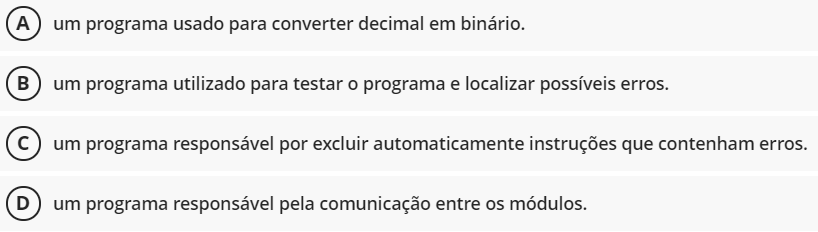 A um programa usado para converter decimal em binário.
B um programa utilizado para testar o programa e localizar possíveis erros.
C um programa responsável por excluir automaticamente instruções que contenham erros.
D um programa responsável pela comunicação entre os módulos.